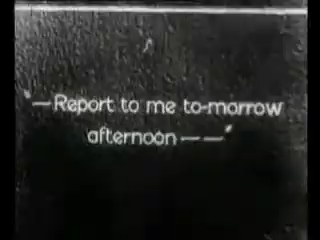 "—Report to me to-morrow
afternoon — —"